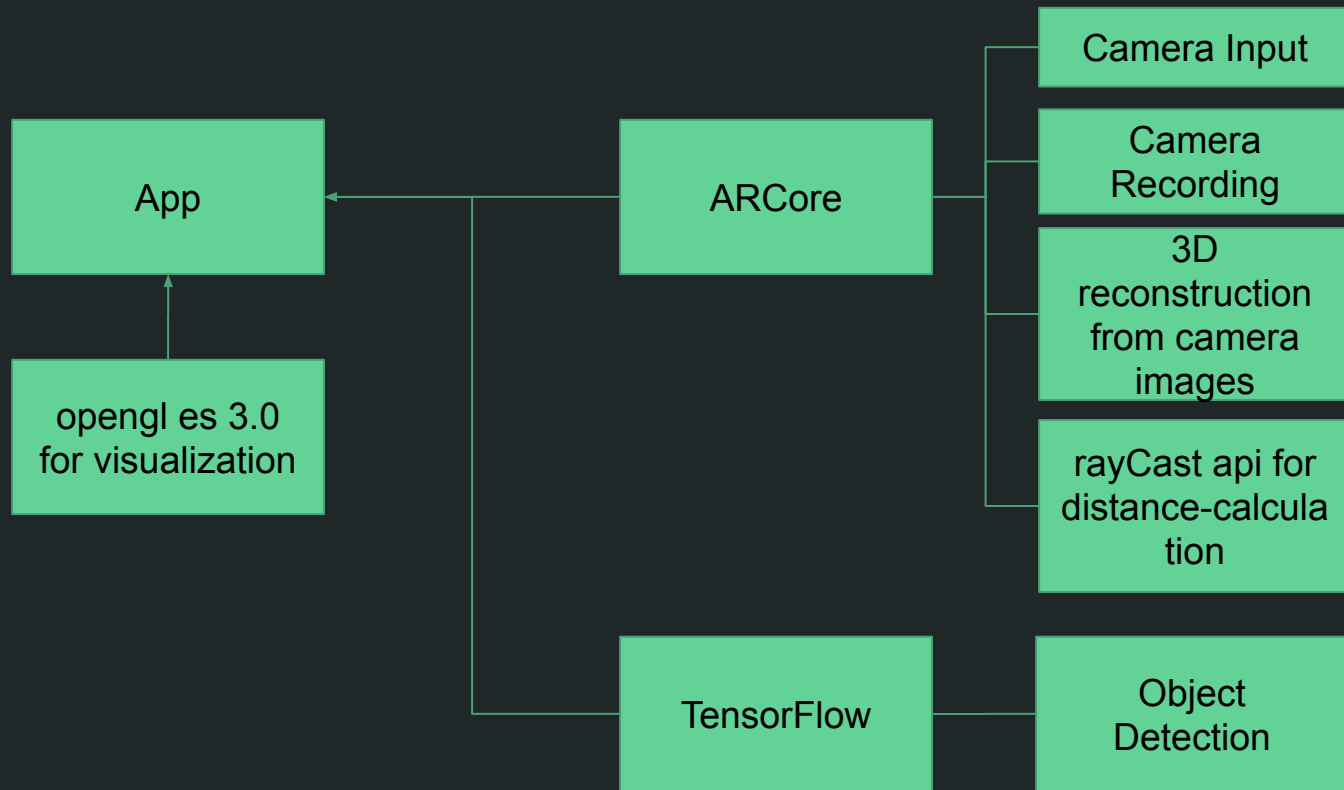 Camera Input
App
ARCore
Camera
Recording
3D
reconstruction
from camera
images
opengl es 3.0
for visualization
rayCast api for
distance-calcula
tion
TensorFlow
Object
Detection